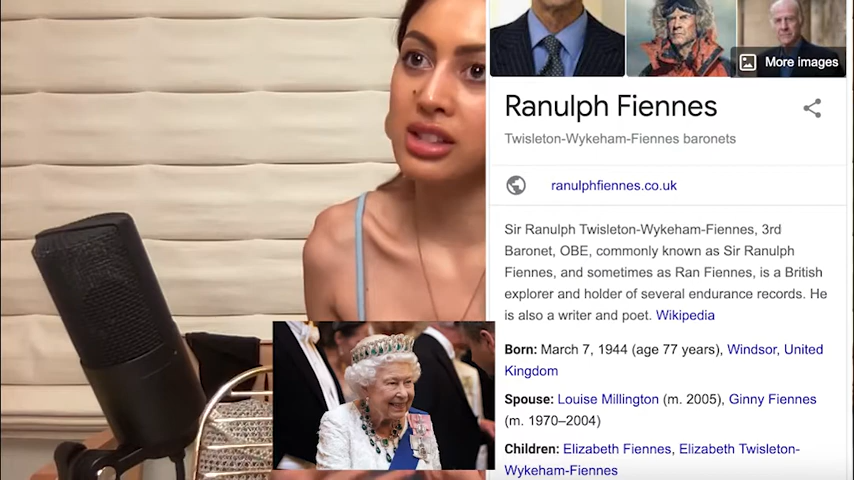 More images
Ranulph Fiennes
Twisleton-Wykeham-Fiennes baronets
ranulphfiennes.co.uk
Sir Ranulph Twisleton-Wykeham-Fiennes, 3rd
Baronet, OBE, commonly known as Sir Ranulph
Fiennes, and sometimes as Ran Fiennes, is a British
explorer and holder of several endurance records. He
is also a writer and poet. Wikipedia
Born: March 7, 1944 (age 77 years), Windsor, United
Kingdom
Spouse: Louise Millington (m. 2005), Ginny Fiennes
(m. 1970–2004)
Children: Elizabeth Fiennes, Elizabeth Twisleton-
Wykeham-Fiennes